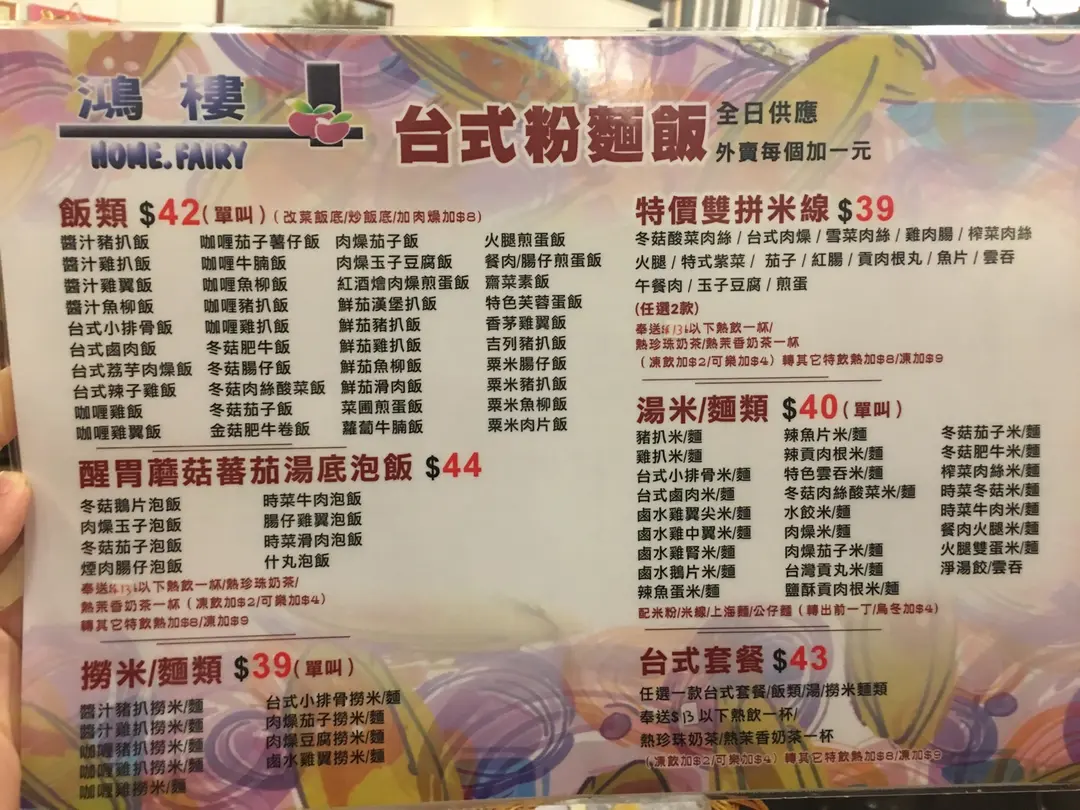 鴻樓
HOME.FAIRY
台式粉麵飯
全日供應
外賣每個加一元
飯類 $42(單叫)(改菜飯底/炒飯底/加肉燥加$8)
醬汁豬扒飯
醬汁雞扒飯
醬汁雞翼飯
醬汁魚柳飯
台式小排骨飯
台式鹵肉飯
台式荔芋肉燥飯
台式辣子雞飯
咖喱雞飯
咖喱雞翼飯
咖喱茄子薯仔飯
咖喱牛腩飯
咖喱魚柳飯
咖喱豬扒飯
咖喱雞扒飯
冬菇肥牛飯
冬菇腸仔飯
冬菇肉絲酸菜飯
冬菇茄子飯
金菇肥牛卷飯
肉燥茄子飯
肉燥玉子豆腐飯
紅酒燴肉燥煎蛋飯
鮮茄漢堡扒飯
鮮茄豬扒飯
鮮茄雞扒飯
鮮茄魚柳飯
鮮茄滑肉飯
菜圃煎蛋飯
蘿蔔牛腩飯
火腿煎蛋飯
餐肉/腸仔煎蛋飯
齋菜素飯
特色芙蓉蛋飯
香茅雞翼飯
吉列豬扒飯
粟米腸仔飯
粟米豬扒飯
粟米魚柳飯
粟米肉片飯
醒胃蘑菇蕃茄湯底泡飯 $44
冬菇鵝片泡飯
肉燥玉子泡飯
冬菇茄子泡飯
煙肉腸仔泡飯
時菜牛肉泡飯
腸仔雞翼泡飯
時菜滑肉泡飯
什丸泡飯
奉送$13以下熱飲一杯/熱珍珠奶茶/
熱茉香奶茶一杯(凍飲加$2/可樂加$4)
轉其它特飲熱加$8/凍加$9
撈米/麵類 $39(單叫)
醬汁豬扒撈米/麵
醬汁雞扒撈米/麵
咖喱豬扒撈米/麵
咖喱雞扒撈米/麵
咖喱雞撈米/麵
台式小排骨撈米/麵
肉燥茄子撈米/麵
肉燥豆腐撈米/麵
鹵水雞翼撈米/麵
特價雙拼米線 $39
冬菇酸菜肉絲/台式肉燥/雪菜肉絲/雞肉腸/榨菜肉絲
火腿/特式紫菜/茄子/紅腸/貢肉根丸/魚片/雲吞
午餐肉/玉子豆腐/煎蛋
(任選2款)
奉送$13以下熱飲一杯/
熱珍珠奶茶/熱茉香奶茶一杯
(凍飲加$2/可樂加$4)轉其它特飲熱加$8/凍加$9
湯米/麵類 $40(單叫)
豬扒米/麵
雞扒米/麵
台式小排骨米/麵
台式鹵肉米/麵
鹵水雞翼尖米/麵
鹵水雞中翼米/麵
鹵水雞腎米/麵
鹵水鵝片米/麵
辣魚蛋米/麵
辣魚片米/麵
辣貢肉根米/麵
特色雲吞米/麵
冬菇肉絲酸菜米/麵
水餃米/麵
肉燥米/麵
肉燥茄子米/麵
台灣貢丸米/麵
鹽酥貢肉根米/麵
冬菇茄子米/麵
冬菇肥牛米/麵
榨菜肉絲米/麵
時菜冬菇米/麵
時菜牛肉米/麵
餐肉火腿米/麵
火腿雙蛋米/麵
淨湯餃/雲吞
配米粉/米線/上海麵/公仔麵(轉出前一丁/烏冬加$4)
台式套餐 $43
任選一款台式套餐/飯類/湯/撈米麵類
奉送$13以下熱飲一杯/
熱珍珠奶茶/熱茉香奶茶一杯
(凍飲加$2/可樂加$4)轉其它特飲熱加$8/凍加$9